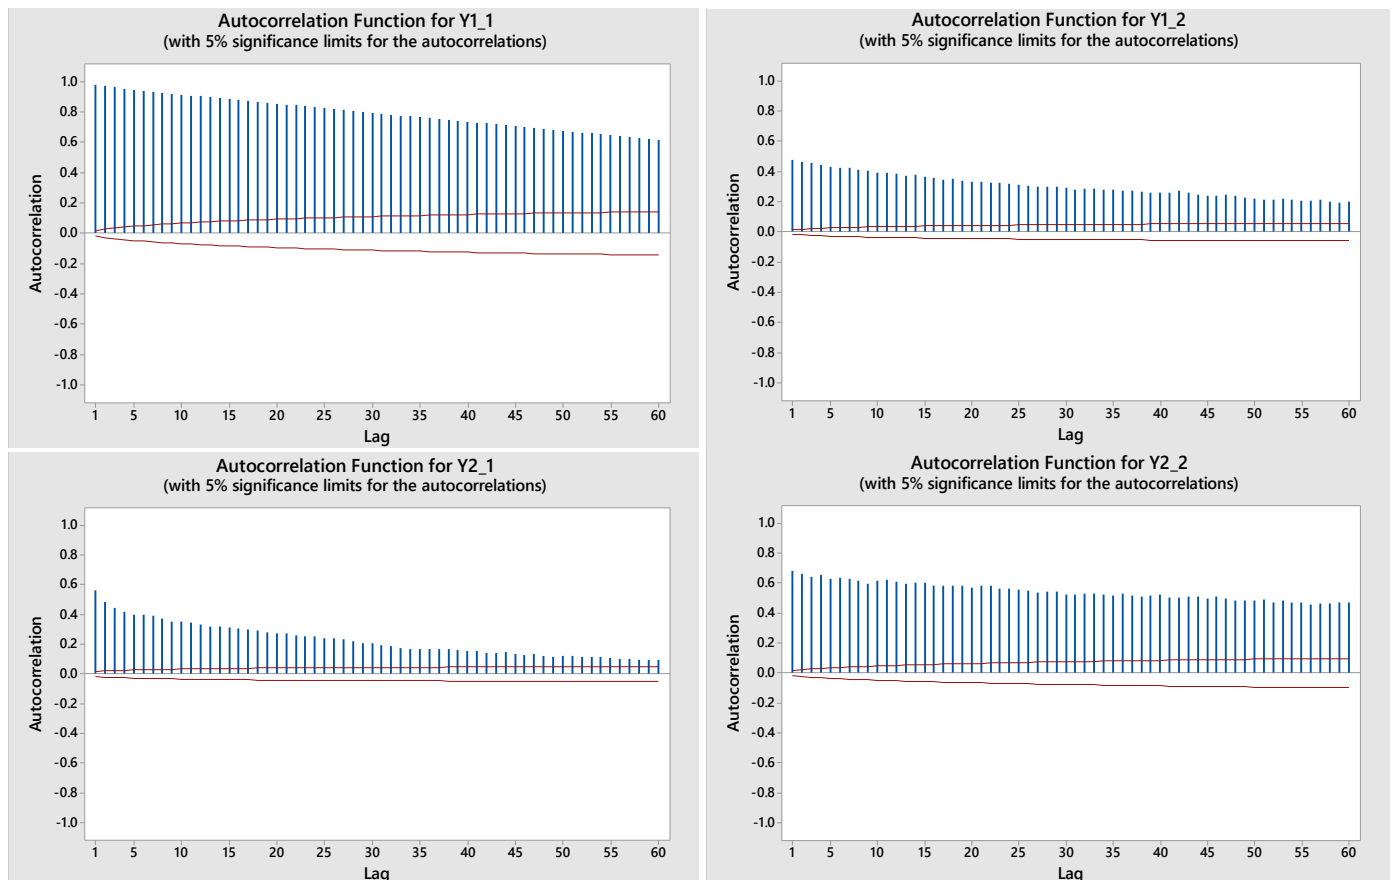 Autocorrelation Function for Y1_1
(with 5% significance limits for the autocorrelations)
1.0
0.8
0.6
0.4
0.2
0.0
-0.2
-0.4
-0.6
-0.8
-1.0
Autocorrelation
1 5 10 15 20 25 30 35 40 45 50 55 60
Lag
Autocorrelation Function for Y1_2
(with 5% significance limits for the autocorrelations)
1.0
0.8
0.6
0.4
0.2
0.0
-0.2
-0.4
-0.6
-0.8
-1.0
Autocorrelation
1 5 10 15 20 25 30 35 40 45 50 55 60
Lag
Autocorrelation Function for Y2_1
(with 5% significance limits for the autocorrelations)
1.0
0.8
0.6
0.4
0.2
0.0
-0.2
-0.4
-0.6
-0.8
-1.0
Autocorrelation
1 5 10 15 20 25 30 35 40 45 50 55 60
Lag
Autocorrelation Function for Y2_2
(with 5% significance limits for the autocorrelations)
1.0
0.8
0.6
0.4
0.2
0.0
-0.2
-0.4
-0.6
-0.8
-1.0
Autocorrelation
1 5 10 15 20 25 30 35 40 45 50 55 60
Lag